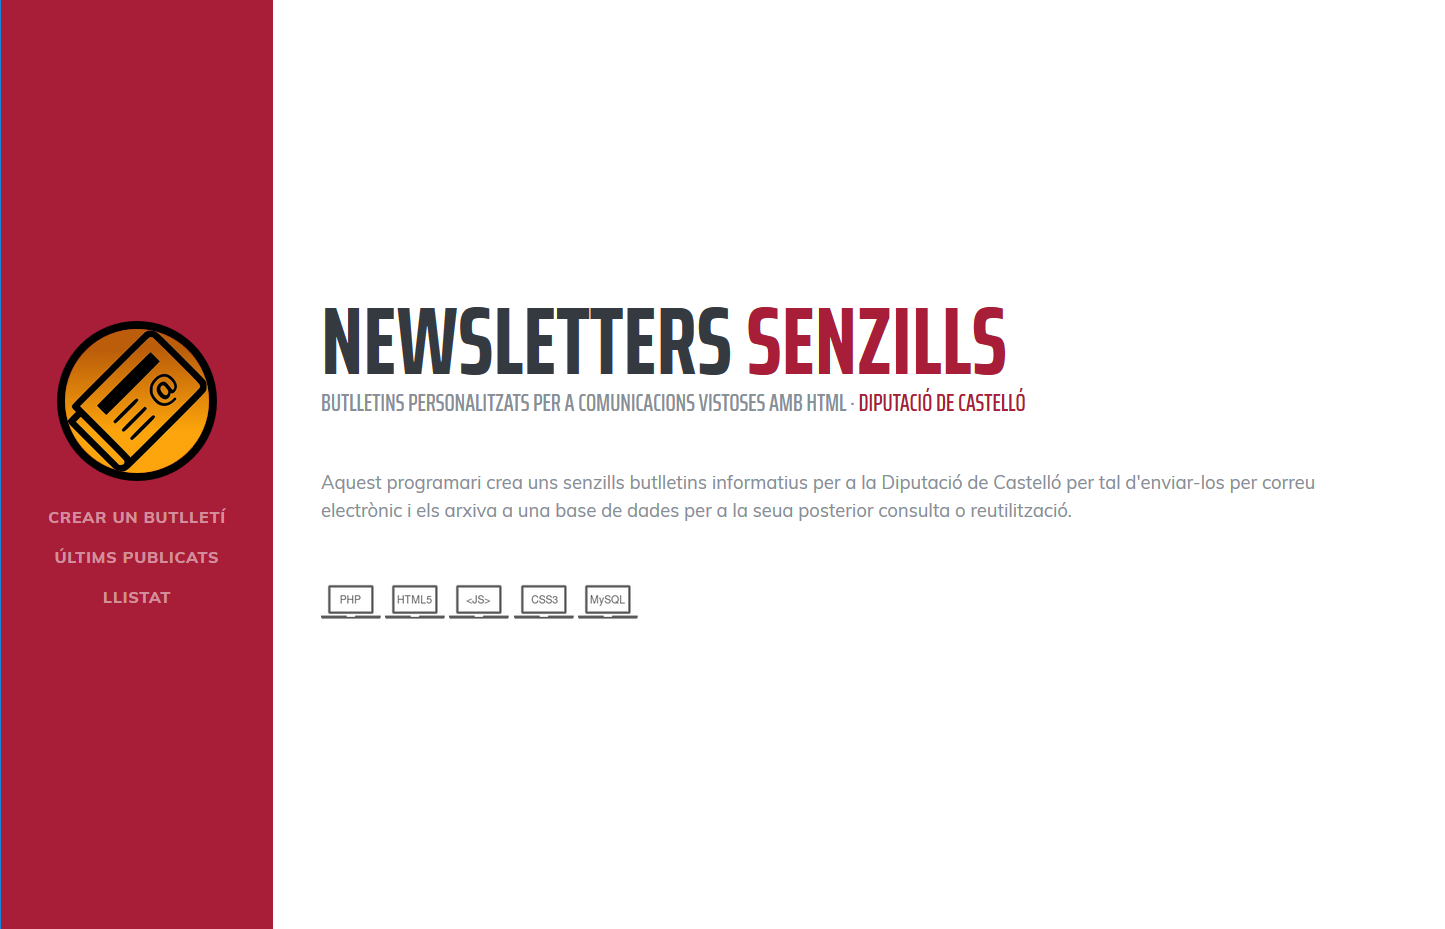 @
CREAR UN BUTLLETÍ
ÚLTIMS PUBLICATS
LLISTAT
NEWSLETTERS SENZILLS
BUTLLETINS PERSONALITZATS PER A COMUNICACIONS VISTOSES AMB HTML · DIPUTACIÓ DE CASTELLÓ
Aquest programari crea uns senzills butlletins informatius per a la Diputació de Castelló per tal d'enviar-los per correu
electrònic i els arxiva a una base de dades per a la seua posterior consulta o reutilització.
PHP HTML5 <JS> CSS3 MySQL